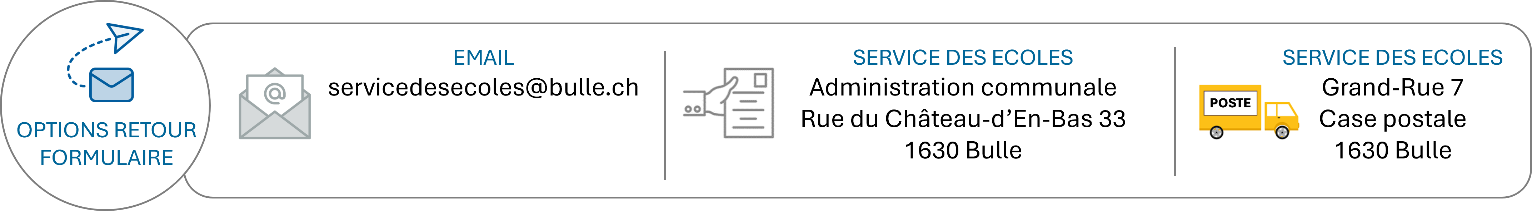 OPTIONS RETOUR
FORMULAIRE
EMAIL
servicedesecoles@bulle.ch
SERVICE DES ECOLES
Administration communale
Rue du Château-d’En-Bas 33
1630 Bulle
POSTE
SERVICE DES ECOLES
Grand-Rue 7
Case postale
1630 Bulle